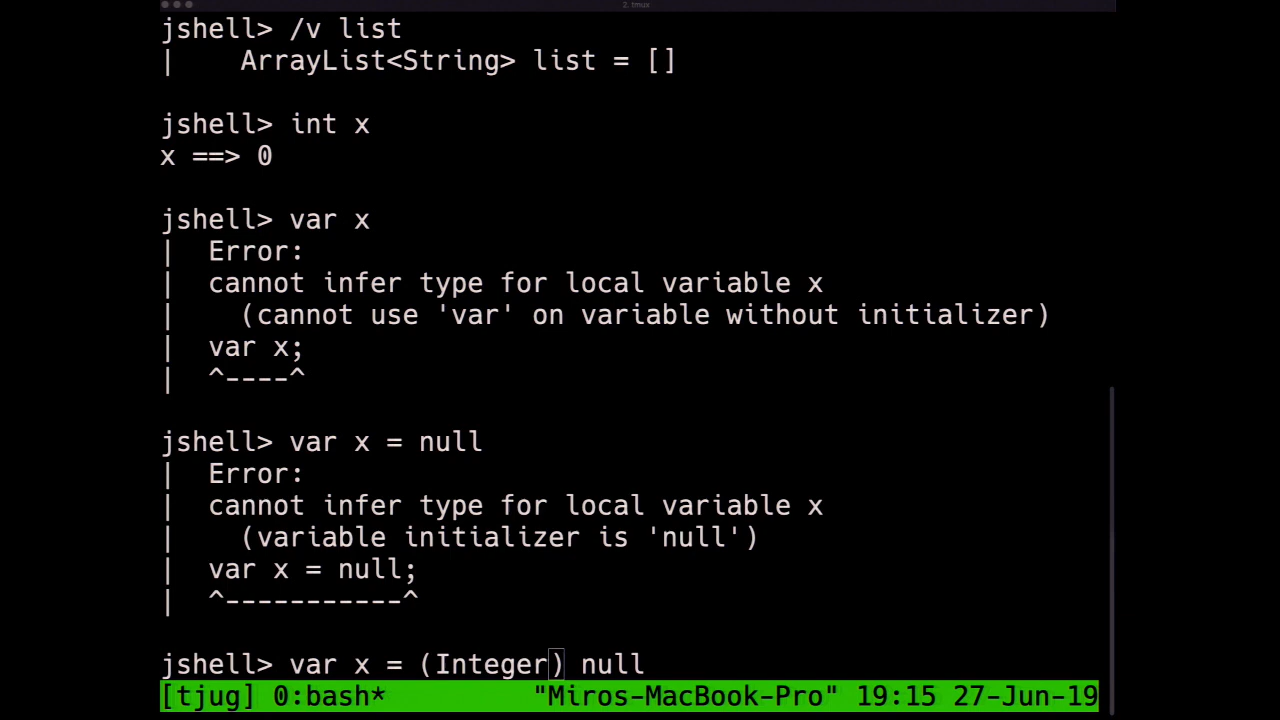 2. tmux
jshell> /v list
|    ArrayList<String> list = []
jshell> int x
x ==> 0
jshell> var x
|  Error:
|  cannot infer type for local variable x
|    (cannot use 'var' on variable without initializer)
|  var x;
|  ^----^
jshell> var x = null
|  Error:
|  cannot infer type for local variable x
|    (variable initializer is 'null')
|  var x = null;
|  ^-----------^
jshell> var x = (Integer) null
[tjug] 0:bash* "Miros-MacBook-Pro" 19:15 27-Jun-19